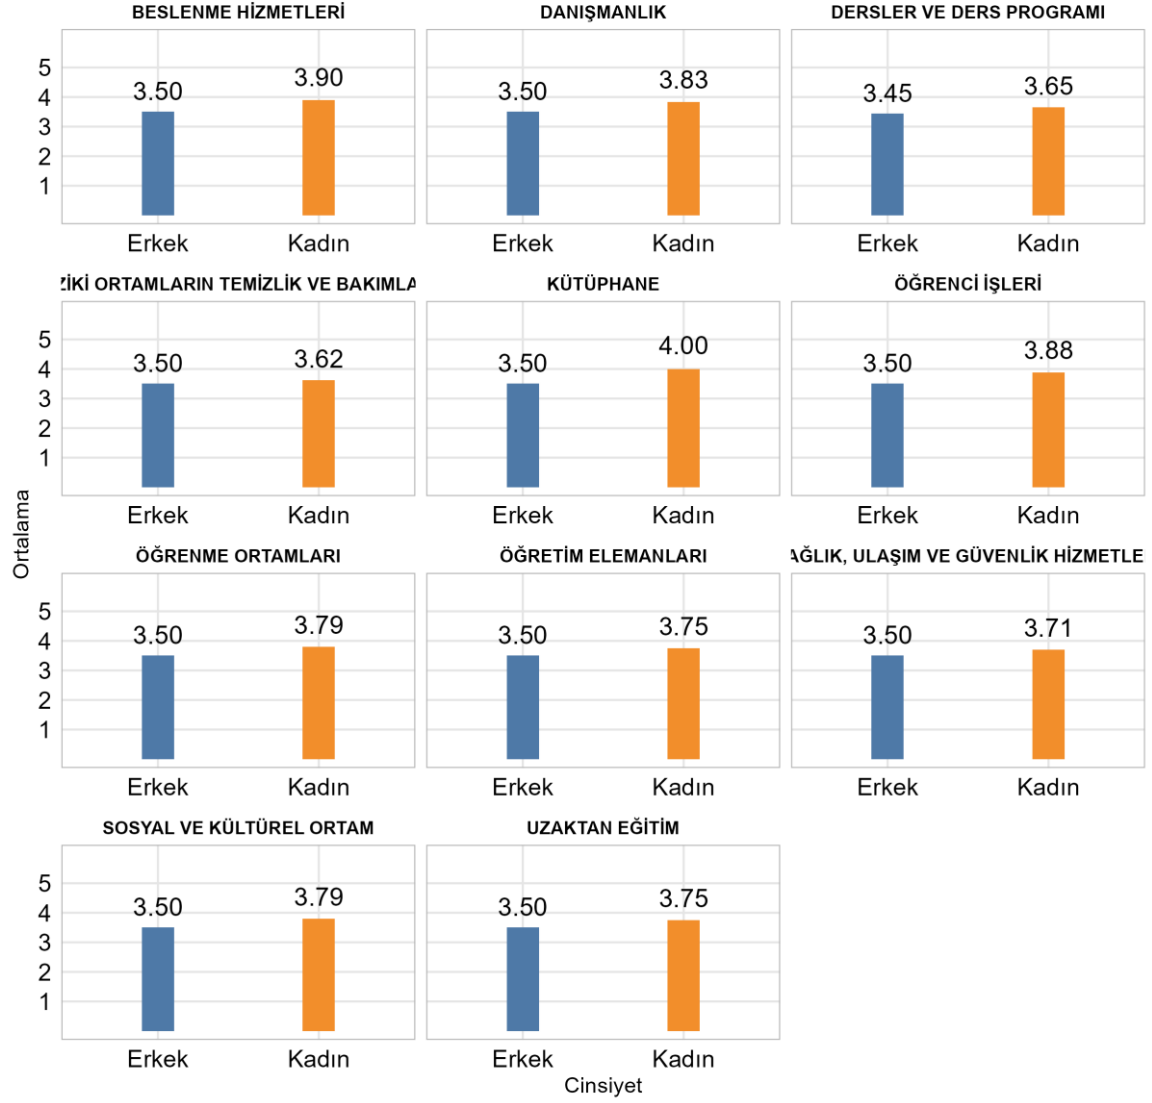 BESLENME HİZMETLERİ
DANIŞMANLIK
DERSLER VE DERS PROGRAMI
5
4
3
2
1
3.50
3.90
3.50
3.83
3.45
3.65
Erkek
Kadın
Erkek
Kadın
Erkek
Kadın
ZİKİ ORTAMLARIN TEMİZLİK VE BAKIMLA
KÜTÜPHANE
ÖĞRENCİ İŞLERİ
5
4
3
2
1
3.50
3.62
3.50
4.00
3.50
3.88
Erkek
Kadın
Erkek
Kadın
Erkek
Kadın
Ortalama
ÖĞRENME ORTAMLARI
ÖĞRETİM ELEMANLARI
AĞLIK, ULAŞIM VE GÜVENLİK HİZMETLE
5
4
3
2
1
3.50
3.79
3.50
3.75
3.50
3.71
Erkek
Kadın
Erkek
Kadın
Erkek
Kadın
SOSYAL VE KÜLTÜREL ORTAM
UZAKTAN EĞİTİM
5
4
3
2
1
3.50
3.79
3.50
3.75
Erkek
Kadın
Erkek
Kadın
Cinsiyet